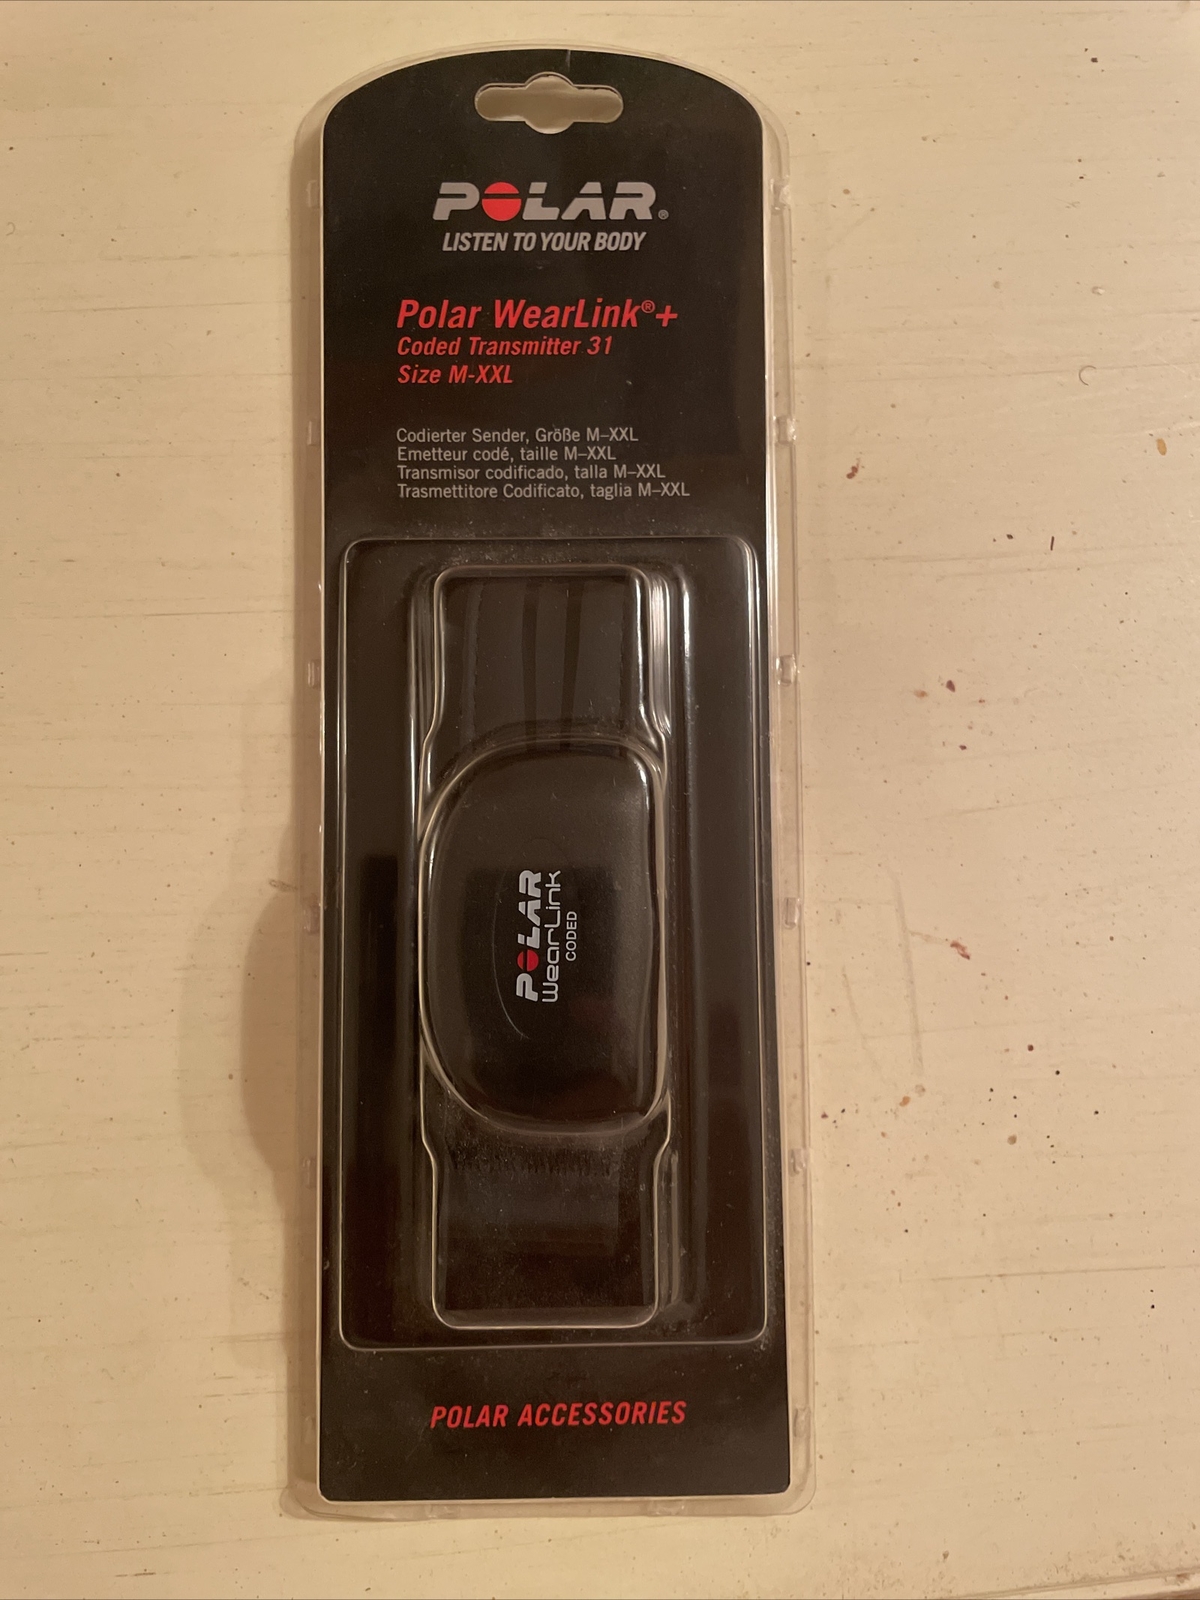 POLAR®
LISTEN TO YOUR BODY
Polar WearLink®+
Coded Transmitter 31
Size M-XXL
Codierter Sender, Größe M–XXL
Emetteur codé, taille M–XXL
Transmisor codificado, talla M–XXL
Trasmettitore Codificato, taglia M–XXL
POLAR
WearLink
CODED
POLAR ACCESSORIES